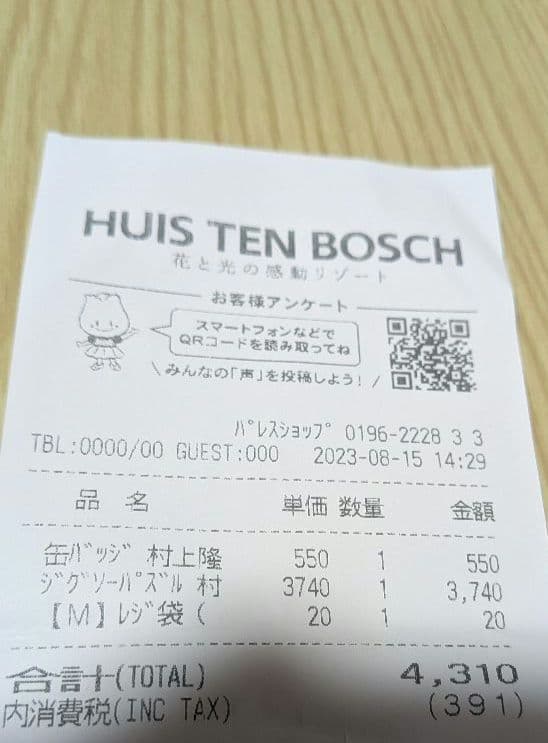 HUIS TEN BOSCH
花と光の感動リゾート
お客様アンケート
スマートフォンなどで
QRコードを読み取ってね
みんなの「声」を投稿しよう!
ﾊﾟﾚｽｼｮｯﾌﾟ 0196-2228 3 3
TBL:0000/00 GUEST:000 2023-08-15 14:29
品名 単価 数量 金額
缶ﾊﾞｯｼﾞ 村上隆 550 1 550
ｼﾞｸﾞｿｰﾊﾟｽﾞﾙ 村 3740 1 3,740
【M】ﾚｼﾞ袋( 20 1 20
合計(TOTAL) 4,310
内消費税(INC TAX) (391)